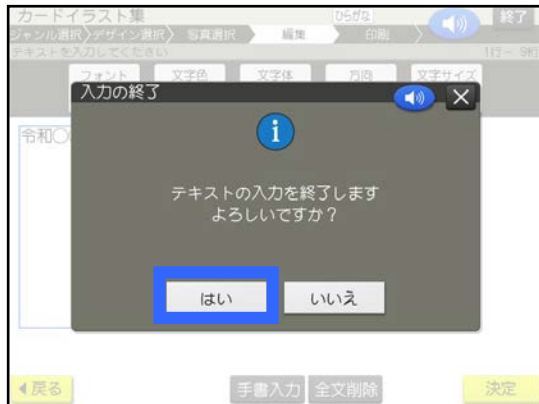 カードイラスト集
ひらがな
終了
ジャンル選択〉デザイン選択〉写真選択
編集
印刷
テキストを入力してください
1行～ 9桁
フォント
文字色
文字体
方向
文字サイズ
入力の終了
令和〇
テキストの入力を終了します
よろしいですか？
はい
いいえ
戻る
手書入力
全文削除
決定